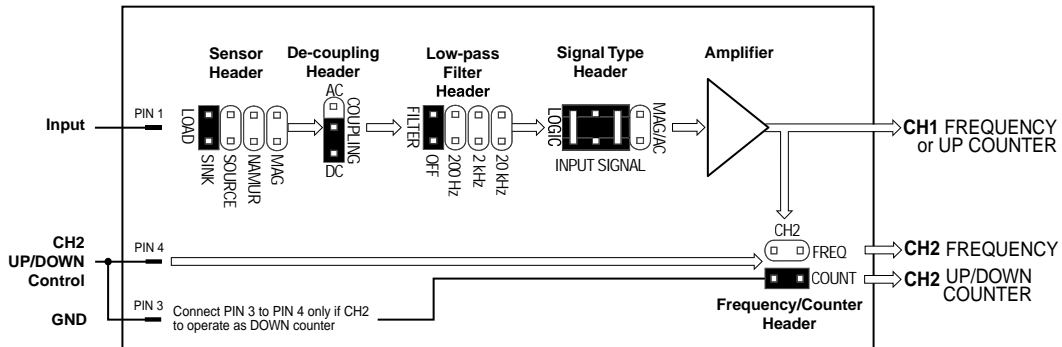 Sensor
Header
De-coupling
Header
Low-pass
Filter
Header
Signal Type
Header
Amplifier
Input
PIN 1
LOAD
SINK
SOURCE
NAMUR
MAG
AC
COUPLING
DC
FILTER
OFF
200 Hz
2 kHz
20 kHz
LOGIC
MAG/AC
INPUT SIGNAL
CH1 FREQUENCY
or UP COUNTER
CH2
UP/DOWN
Control
PIN 4
CH2
FREQ
COUNT
CH2 FREQUENCY
CH2 UP/DOWN
COUNTER
Frequency/Counter
Header
GND
PIN 3
Connect PIN 3 to PIN 4 only if CH2
to operate as DOWN counter